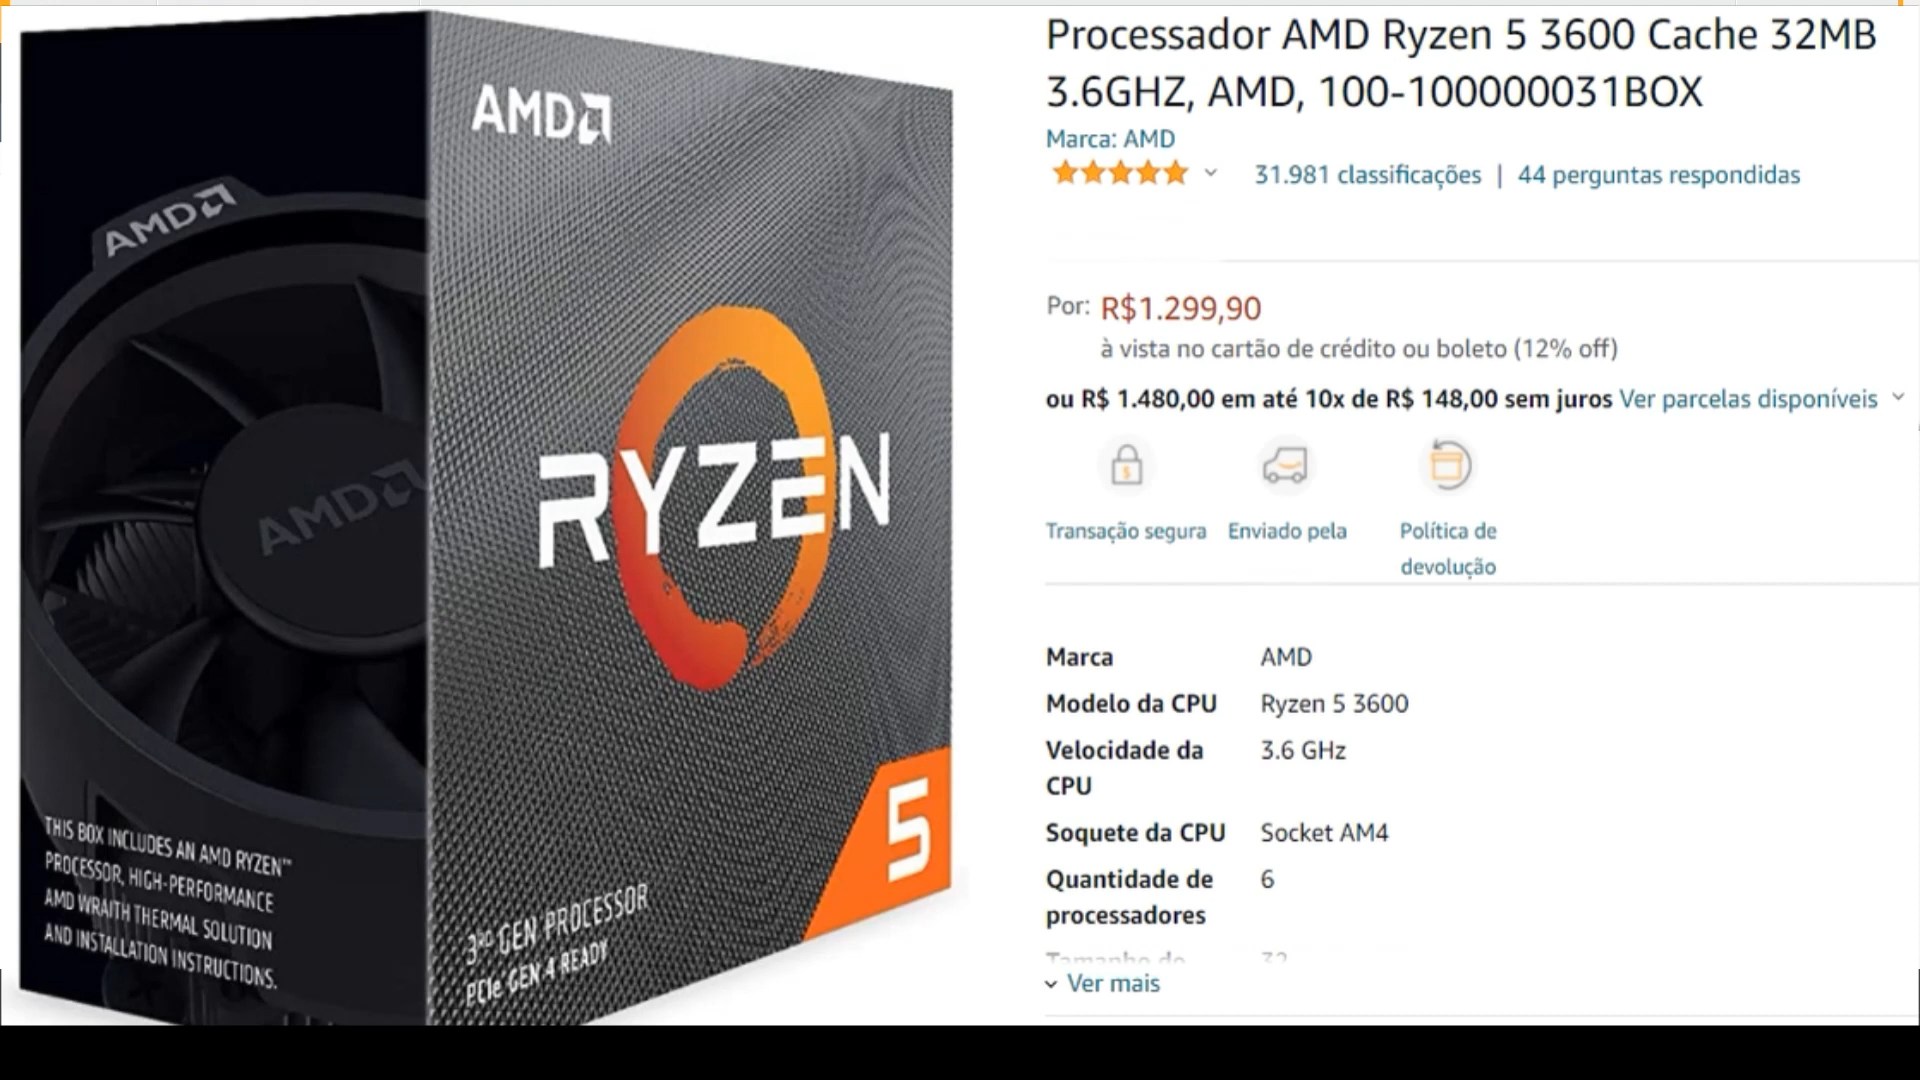 AMD
AMD
AMD
RYZEN
5
THIS BOX INCLUDES AN AMD RYZEN™
PROCESSOR, HIGH-PERFORMANCE
AMD WRAITH THERMAL SOLUTION
AND INSTALLATION INSTRUCTIONS.
3RD GEN PROCESSOR
PCIe GEN 4 READY
Processador AMD Ryzen 5 3600 Cache 32MB
3.6GHZ, AMD, 100-100000031BOX
Marca: AMD
31.981 classificações | 44 perguntas respondidas
Por: R$1.299,90
à vista no cartão de crédito ou boleto (12% off)
ou R$ 1.480,00 em até 10x de R$ 148,00 sem juros Ver parcelas disponíveis
Transação segura Enviado pela Política de
devolução
Marca AMD
Modelo da CPU Ryzen 5 3600
Velocidade da 3.6 GHz
CPU
Soquete da CPU Socket AM4
Quantidade de 6
processadores
Tamanho do 32
Ver mais